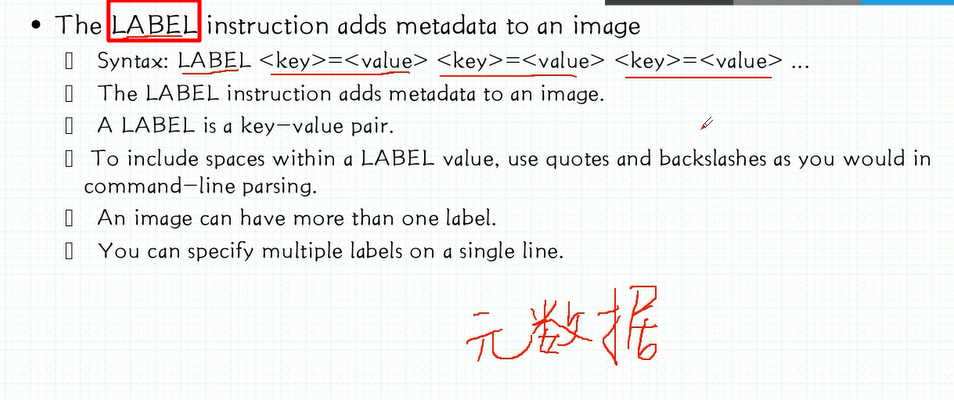 • The LABEL instruction adds metadata to an image
Syntax: LABEL <key>=<value> <key>=<value> <key>=<value> ...
The LABEL instruction adds metadata to an image.
A LABEL is a key-value pair.
To include spaces within a LABEL value, use quotes and backslashes as you would in
command-line parsing.
An image can have more than one label.
You can specify multiple labels on a single line.
元数据